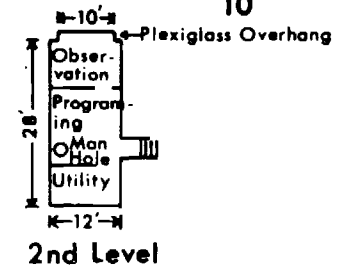 10
10'
Plexiglass Overhang
Obser-
vation
Program-
ing
Man
Hole
Utility
28'
12'
2nd Level